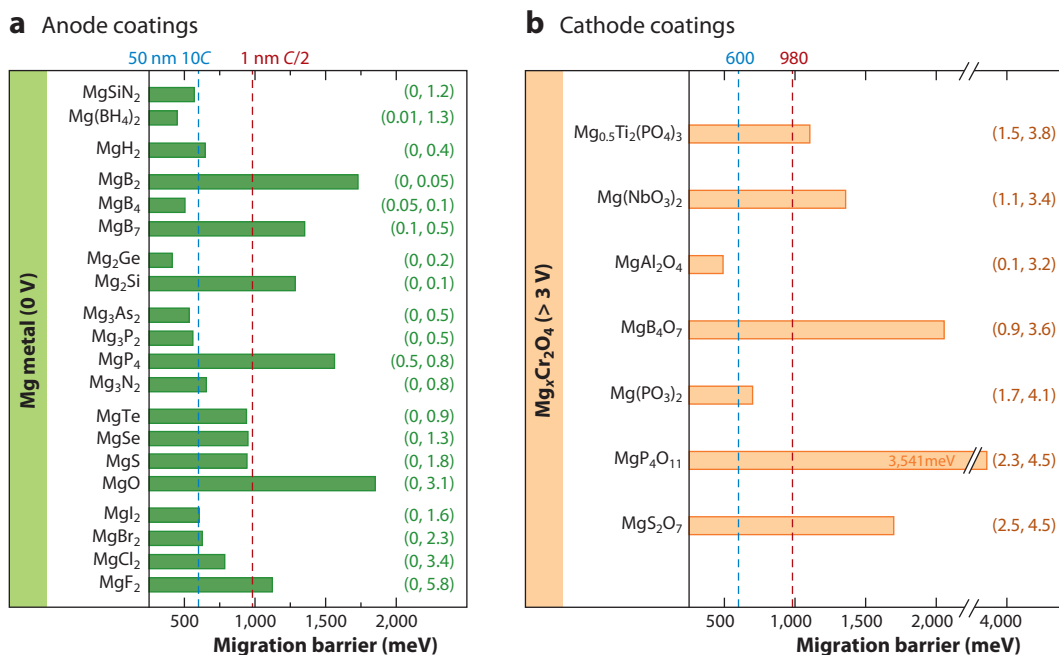 a Anode coatings
50 nm 10C
1 nm C/2
Mg metal (0 V)
MgSiN₂ (0, 1.2)
Mg(BH₄)₂ (0.01, 1.3)
MgH₂ (0, 0.4)
MgB₂ (0, 0.05)
MgB₄ (0.05, 0.1)
MgB₇ (0.1, 0.5)
Mg₂Ge (0, 0.2)
Mg₂Si (0, 0.1)
Mg₃As₂ (0, 0.5)
Mg₃P₂ (0, 0.5)
MgP₄ (0.5, 0.8)
Mg₃N₂ (0, 0.8)
MgTe (0, 0.9)
MgSe (0, 1.3)
MgS (0, 1.8)
MgO (0, 3.1)
MgI₂ (0, 1.6)
MgBr₂ (0, 2.3)
MgCl₂ (0, 3.4)
MgF₂ (0, 5.8)
500 1,000 1,500 2,000
Migration barrier (meV)
b Cathode coatings
600
980
MgₓCr₂O₄ (> 3 V)
Mg₀.₅Ti₂(PO₄)₃ (1.5, 3.8)
Mg(NbO₃)₂ (1.1, 3.4)
MgAl₂O₄ (0.1, 3.2)
MgB₄O₇ (0.9, 3.6)
Mg(PO₃)₂ (1.7, 4.1)
MgP₄O₁₁ 3,541meV (2.3, 4.5)
MgS₂O₇ (2.5, 4.5)
500 1,000 1,500 2,000 4,000
Migration barrier (meV)